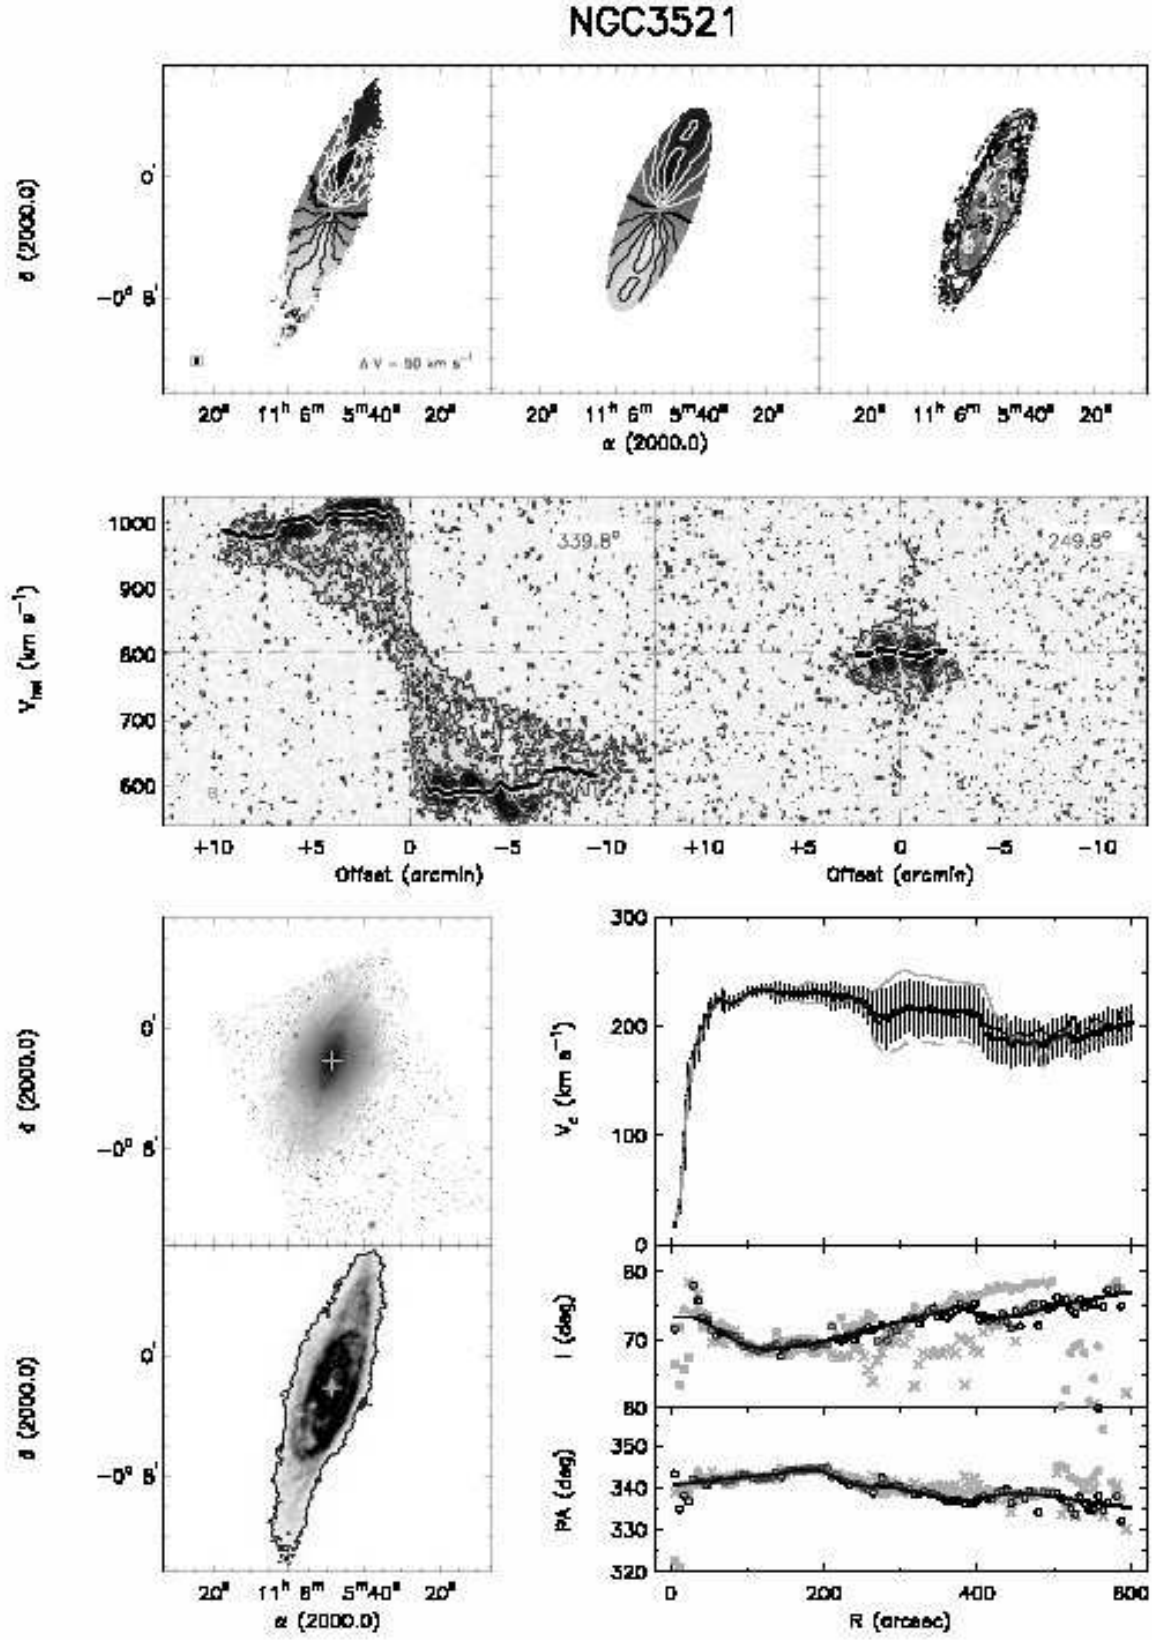 NGC3521
δ (2000.0)
0'
−0° 8'
Δ V = 50 km s⁻¹
20ˢ 11ʰ 6ᵐ 5ᵐ40ˢ 20ˢ
20ˢ 11ʰ 6ᵐ 5ᵐ40ˢ 20ˢ
20ˢ 11ʰ 6ᵐ 5ᵐ40ˢ 20ˢ
α (2000.0)
V_hel (km s⁻¹)
1000
900
800
700
600
339.8°
249.8°
+10 +5 0 −5 −10
+10 +5 0 −5 −10
Offset (arcmin)
Offset (arcmin)
δ (2000.0)
0'
−0° 8'
V_c (km s⁻¹)
300
200
100
0
δ (2000.0)
0'
−0° 8'
20ˢ 11ʰ 6ᵐ 5ᵐ40ˢ 20ˢ
α (2000.0)
I (deg)
80
70
60
PA (deg)
350
340
330
320
0 200 400 600
R (arcsec)